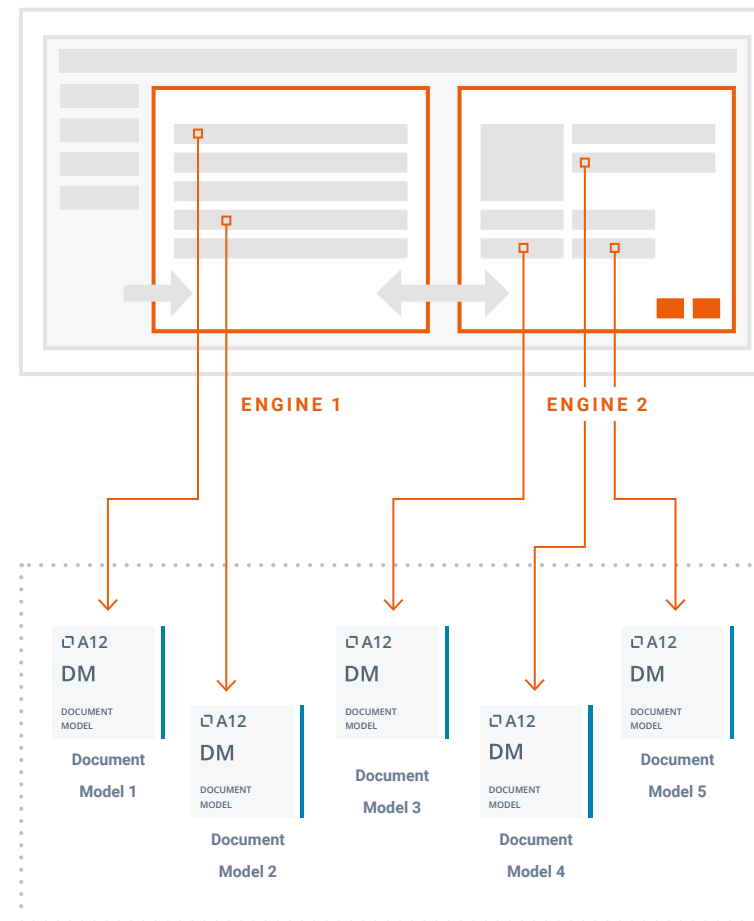 ENGINE 1
ENGINE 2
A12
DM
DOCUMENT
MODEL
Document
Model 1
A12
DM
DOCUMENT
MODEL
Document
Model 2
A12
DM
DOCUMENT
MODEL
Document
Model 3
A12
DM
DOCUMENT
MODEL
Document
Model 4
A12
DM
DOCUMENT
MODEL
Document
Model 5